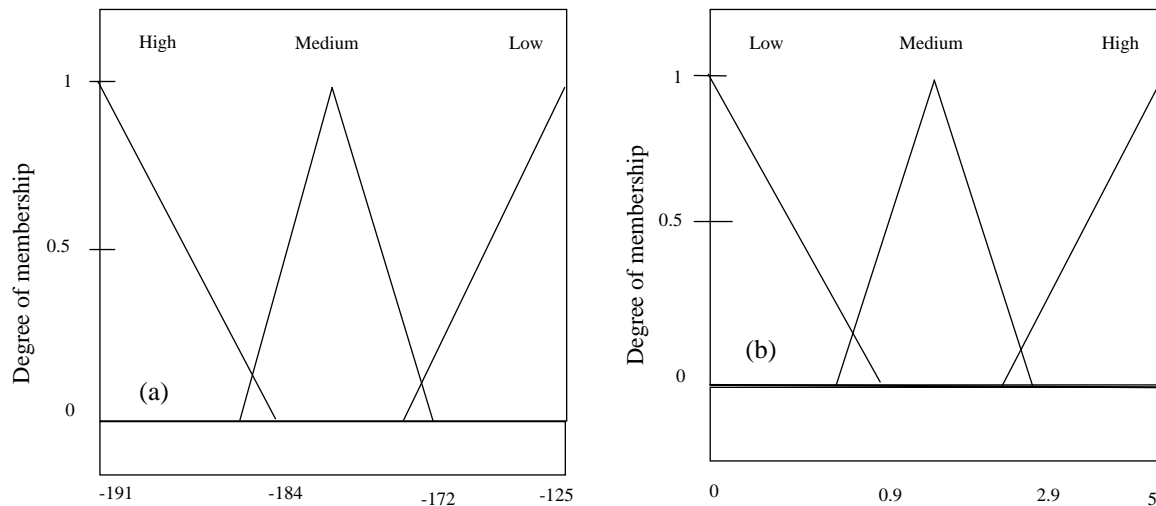 High Medium Low
1
0.5
0
Degree of membership
(a)
-191 -184 -172 -125
Low Medium High
1
0.5
0
Degree of membership
(b)
0 0.9 2.9 5